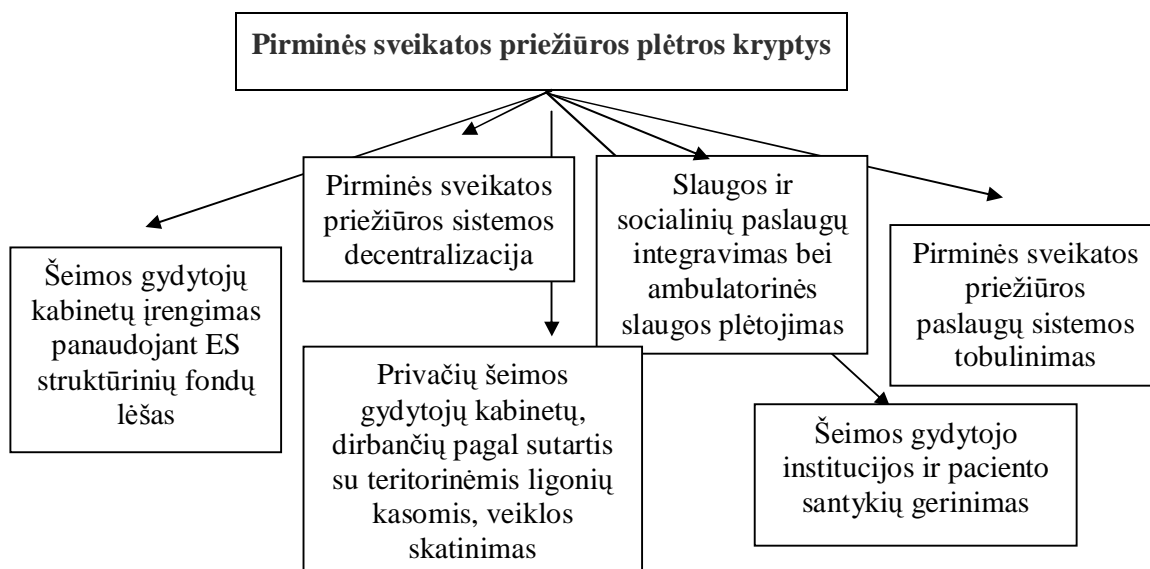 Pirminės sveikatos priežiūros plėtros kryptys
Šeimos gydytojų
kabinetų įrengimas
panaudojant ES
struktūrinių fondų
lėšas
Pirminės sveikatos
priežiūros sistemos
decentralizacija
Privačių šeimos
gydytojų kabinetų,
dirbančių pagal sutartis
su teritorinėmis ligonių
kasomis, veiklos
skatinimas
Slaugos ir
socialinių paslaugų
integravimas bei
ambulatorinės
slaugos plėtojimas
Šeimos gydytojo
institucijos ir paciento
santykių gerinimas
Pirminės sveikatos
priežiūros
paslaugų sistemos
tobulinimas